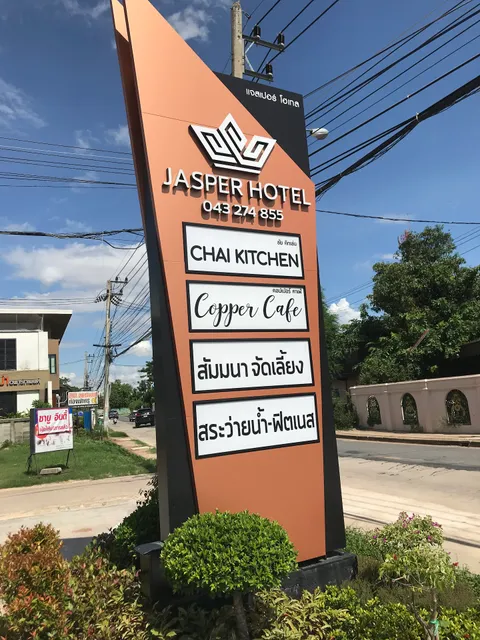 แจสเปอร์ โฮเทล
JASPER HOTEL
043 274 855
ชัย คิทเช่น
CHAI KITCHEN
คอปเปอร์ คาเฟ่
Copper Cafe
สัมมนา จัดเลี้ยง
สระว่ายน้ำ-ฟิตเนส